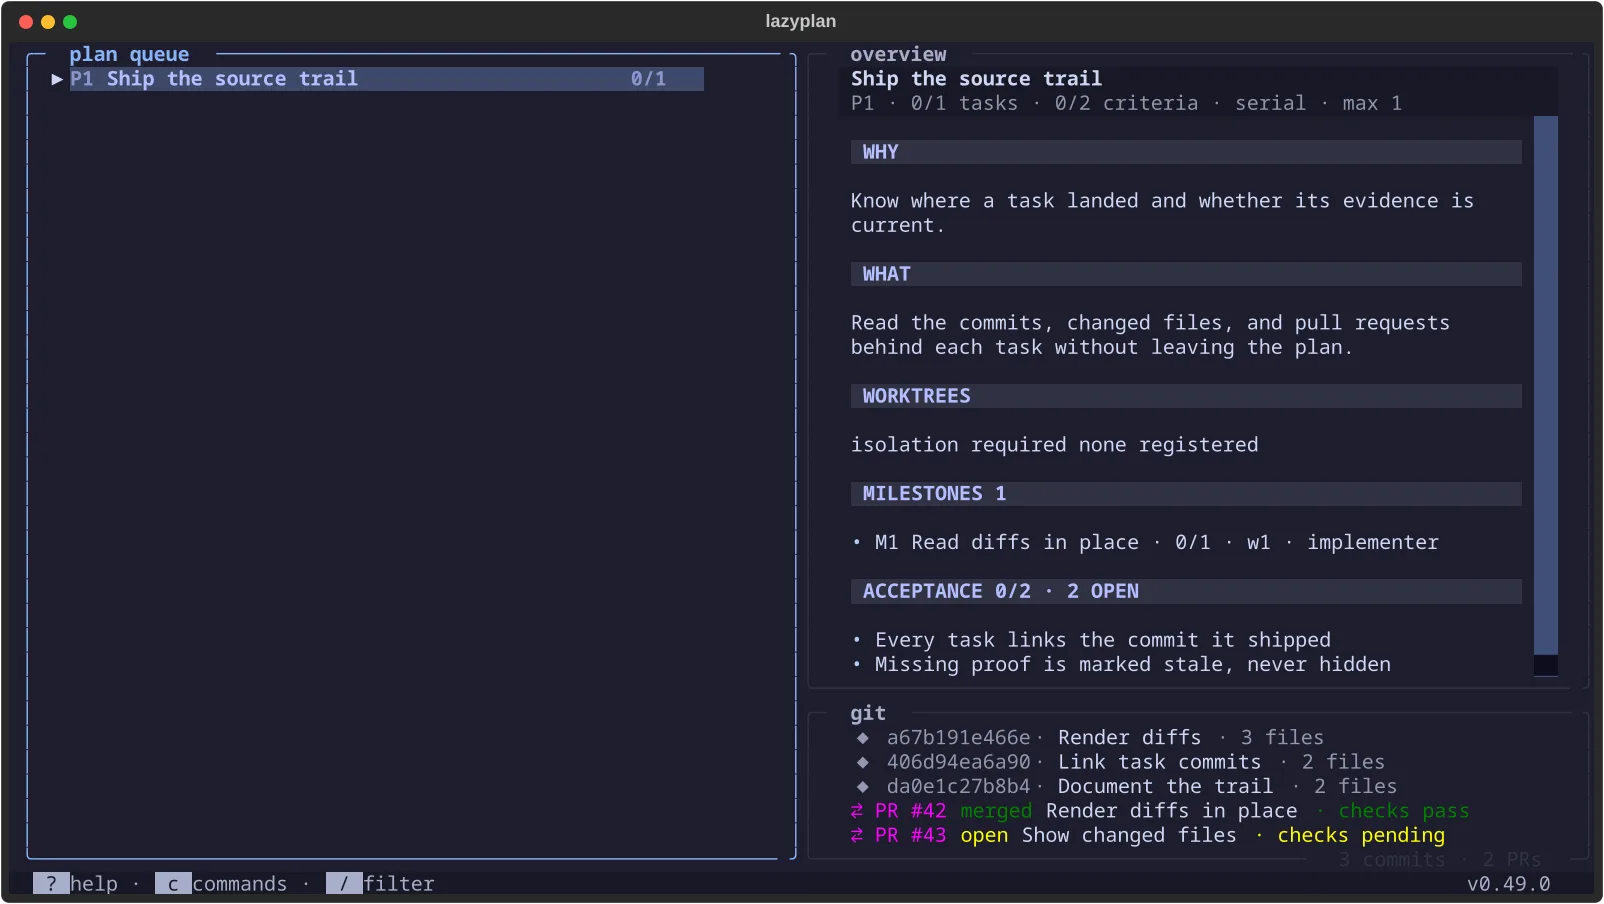 lazyplan
plan queue
▶ P1 Ship the source trail 0/1
overview
Ship the source trail
P1 · 0/1 tasks · 0/2 criteria · serial · max 1
WHY
Know where a task landed and whether its evidence is
current.
WHAT
Read the commits, changed files, and pull requests
behind each task without leaving the plan.
WORKTREES
isolation required none registered
MILESTONES 1
• M1 Read diffs in place · 0/1 · w1 · implementer
ACCEPTANCE 0/2 · 2 OPEN
• Every task links the commit it shipped
• Missing proof is marked stale, never hidden
git
◆ a67b191e466e · Render diffs · 3 files
◆ 406d94ea6a90 · Link task commits · 2 files
◆ da0e1c27b8b4 · Document the trail · 2 files
⇄ PR #42 merged Render diffs in place · checks pass
⇄ PR #43 open Show changed files · checks pending
3 commits · 2 PRs
? help · c commands · / filter
v0.49.0